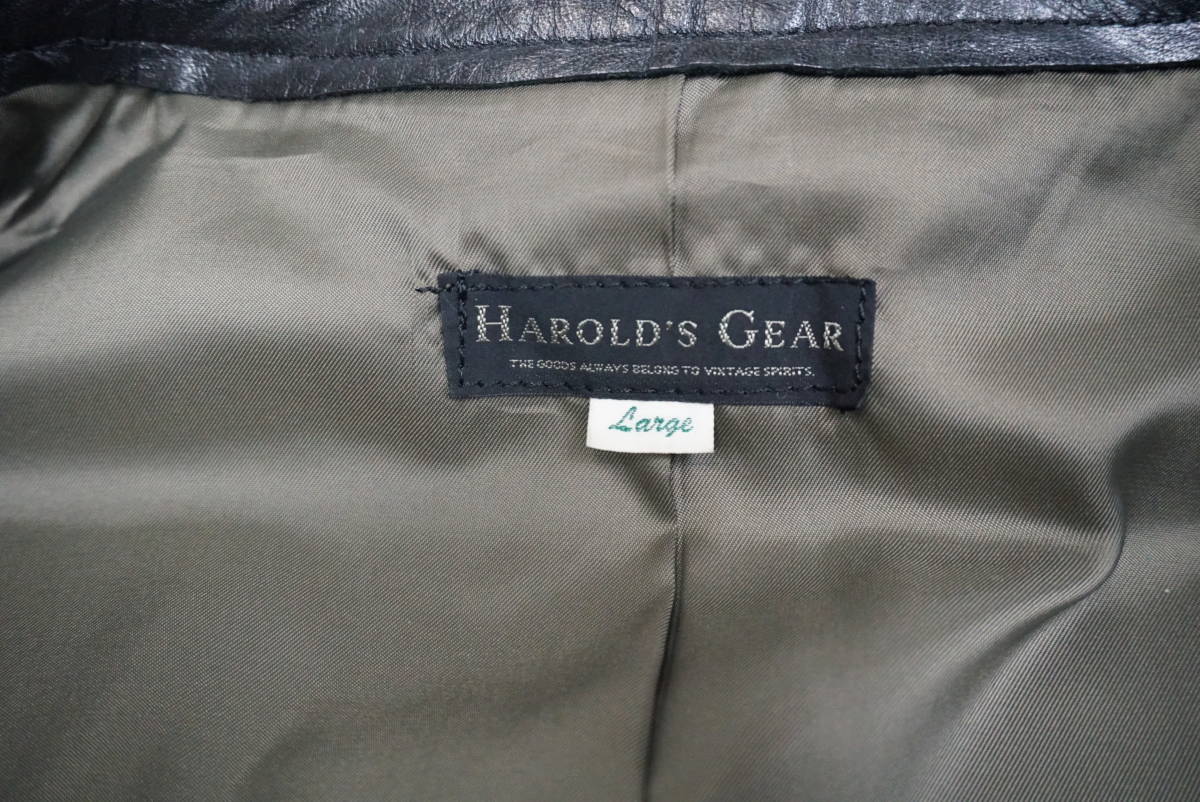 HAROLD'S GEAR
THE GOODS ALWAYS BELONG TO VINTAGE SPIRITS.
Large